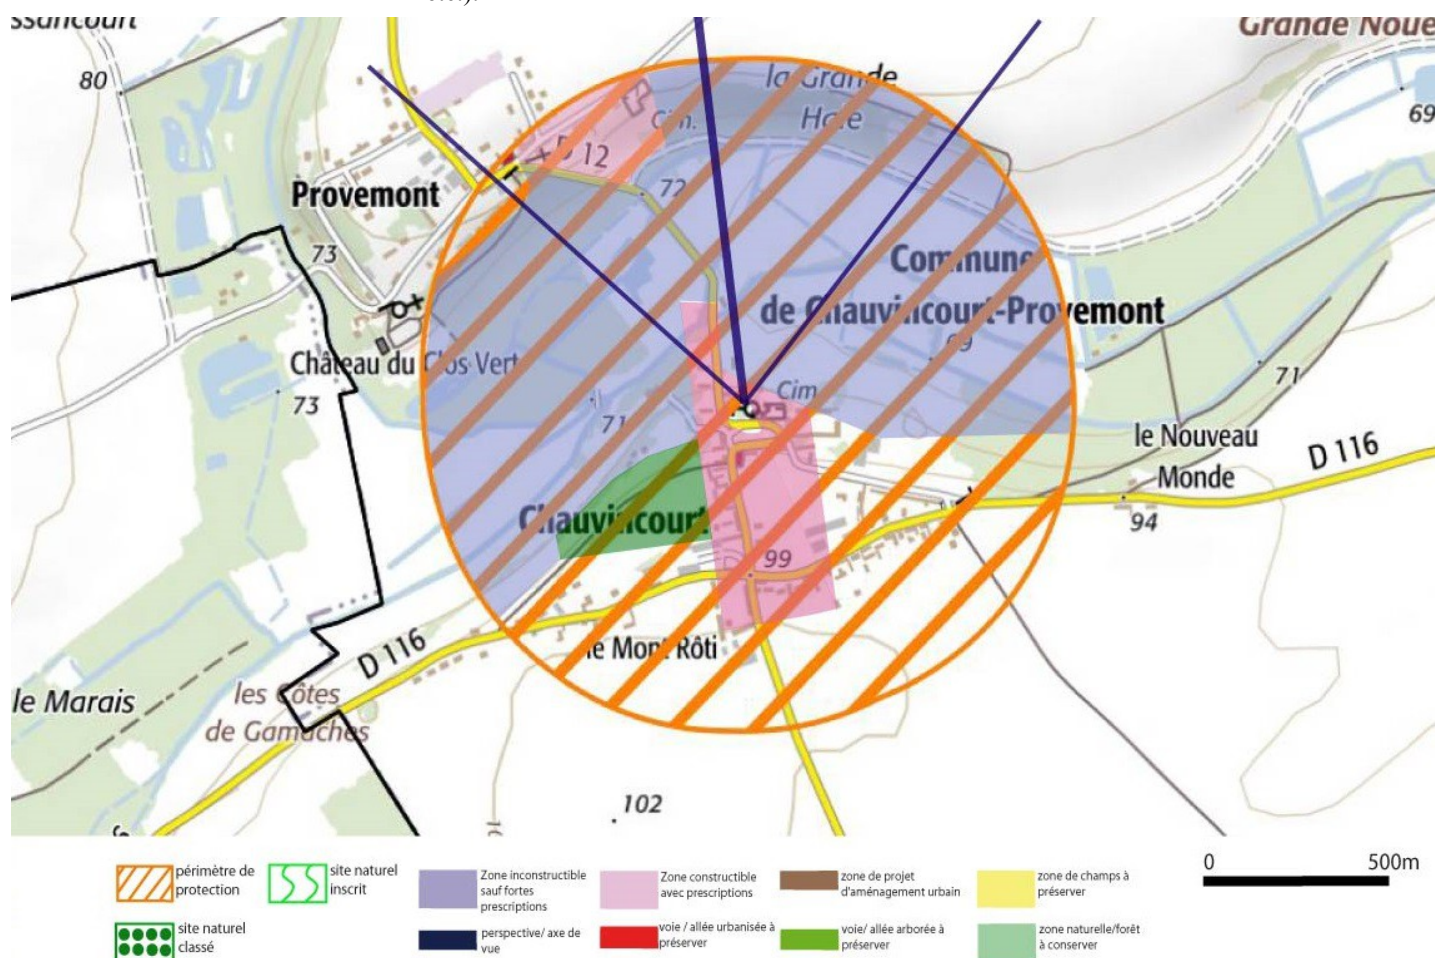 ssancourt
Grande Noue
80
la Grande
Haie
Cim.
69
D 12
72
Provemont
73
Commune
de Chauvincourt-Provemont
99
Château du Clos Vert
73
71
Cim
71
le Nouveau
Monde
D 116
Chauvincourt
94
99
D 116
le Mont Rôti
le Marais
les Côtes
de Gamaches
102
0 500m
périmètre de
protection
site naturel
inscrit
Zone inconstructible
sauf fortes
prescriptions
Zone constructible
avec prescriptions
zone de projet
d'aménagement urbain
zone de champs à
préserver
site naturel
classé
perspective/ axe de
vue
voie / allée urbanisée à
préserver
voie/ allée arborée à
préserver
zone naturelle/forêt
à conserver